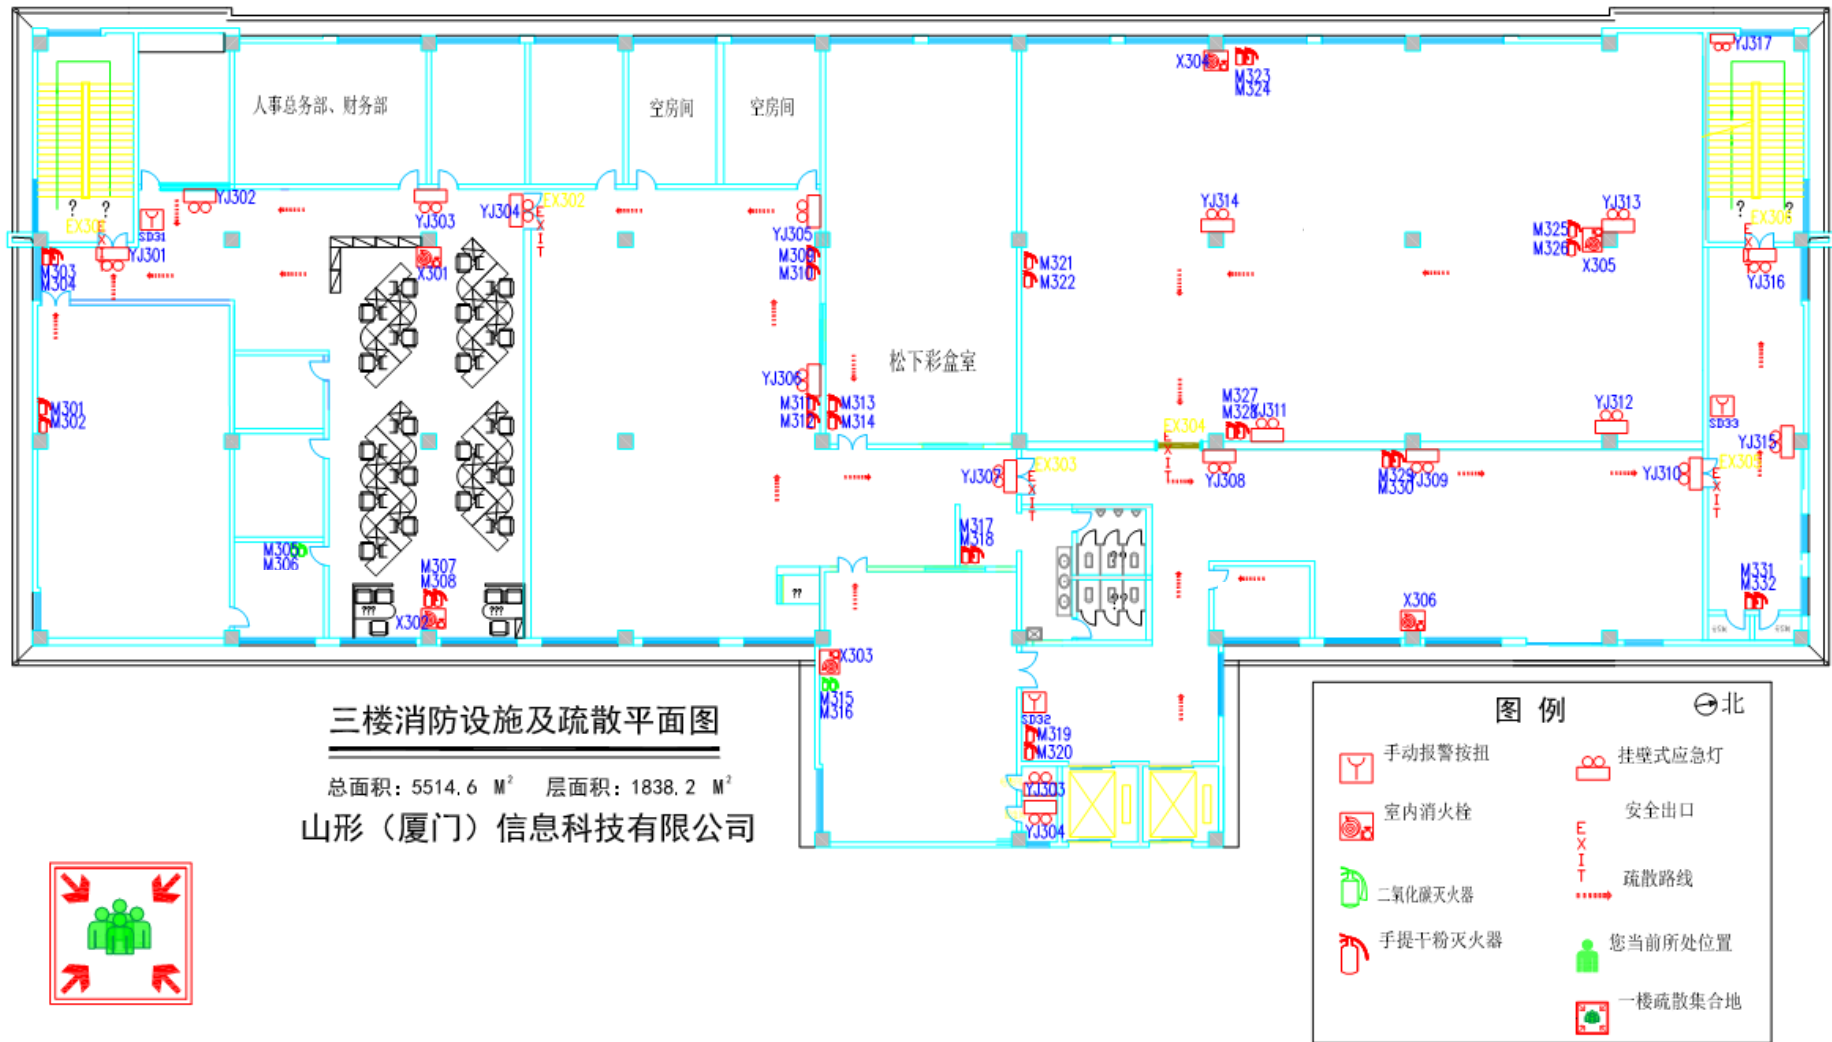 YJ317
X304
M323
M324
人事总务部、财务部
空房间
空房间
YJ302
YJ303
YJ304
EX302
EXIT
YJ305
YJ314
YJ313
? ?
EX301
EXIT
SD31
YJ301
M303
M304
X301
M309
M310
M321
M322
M325
M326
X305
? ?
EX306
EXIT
YJ316
松下彩盒室
YJ306
M311
M312
M313
M314
M301
M302
M327
M328
YJ311
YJ312
SD33
YJ315
EX304
EXIT
EX303
YJ307
EXIT
YJ308
M329
M330
YJ309
YJ310
EX305
EXIT
M317
M318
M305
M306
M307
M308
???
X302
???
??
??
??
X306
M331
M332
X303
M315
M316
SD32
M319
M320
YJ303
YJ304
三楼消防设施及疏散平面图
总面积: 5514.6 M² 层面积: 1838.2 M²
山形（厦门）信息科技有限公司
图 例
北
手动报警按扭
挂壁式应急灯
室内消火栓
安全出口
EXIT
二氧化碳灭火器
疏散路线
手提干粉灭火器
您当前所处位置
一楼疏散集合地